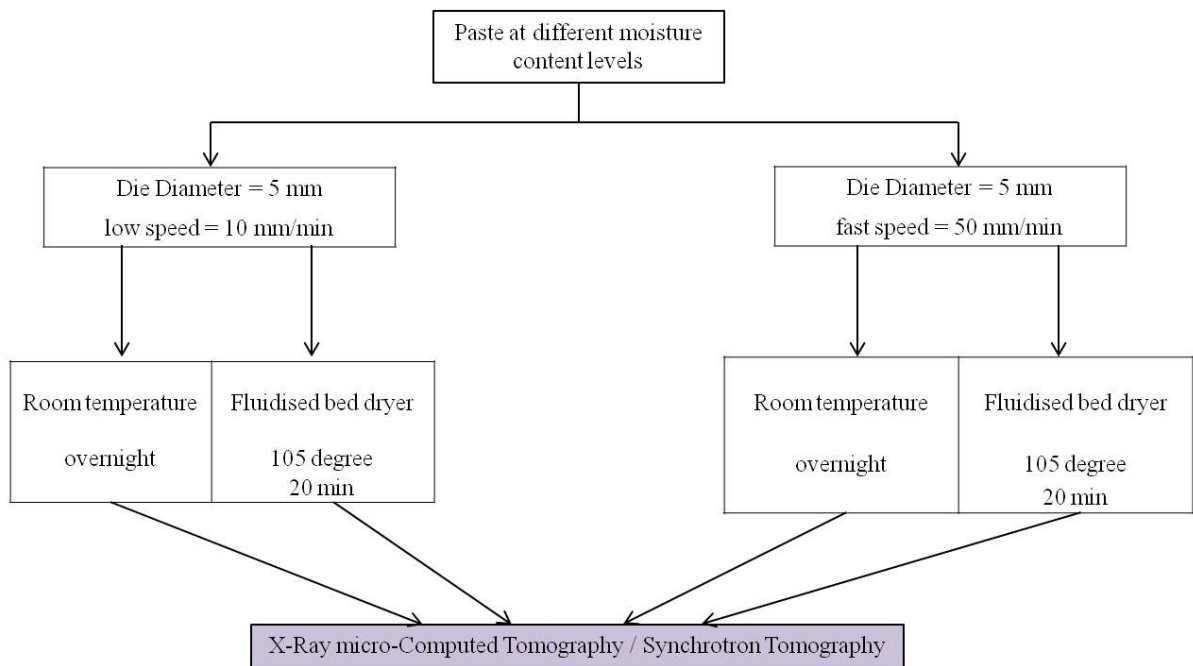 Paste at different moisture
content levels
Die Diameter = 5 mm
low speed = 10 mm/min
Die Diameter = 5 mm
fast speed = 50 mm/min
Room temperature
overnight
Fluidised bed dryer
105 degree
20 min
Room temperature
overnight
Fluidised bed dryer
105 degree
20 min
X-Ray micro-Computed Tomography / Synchrotron Tomography